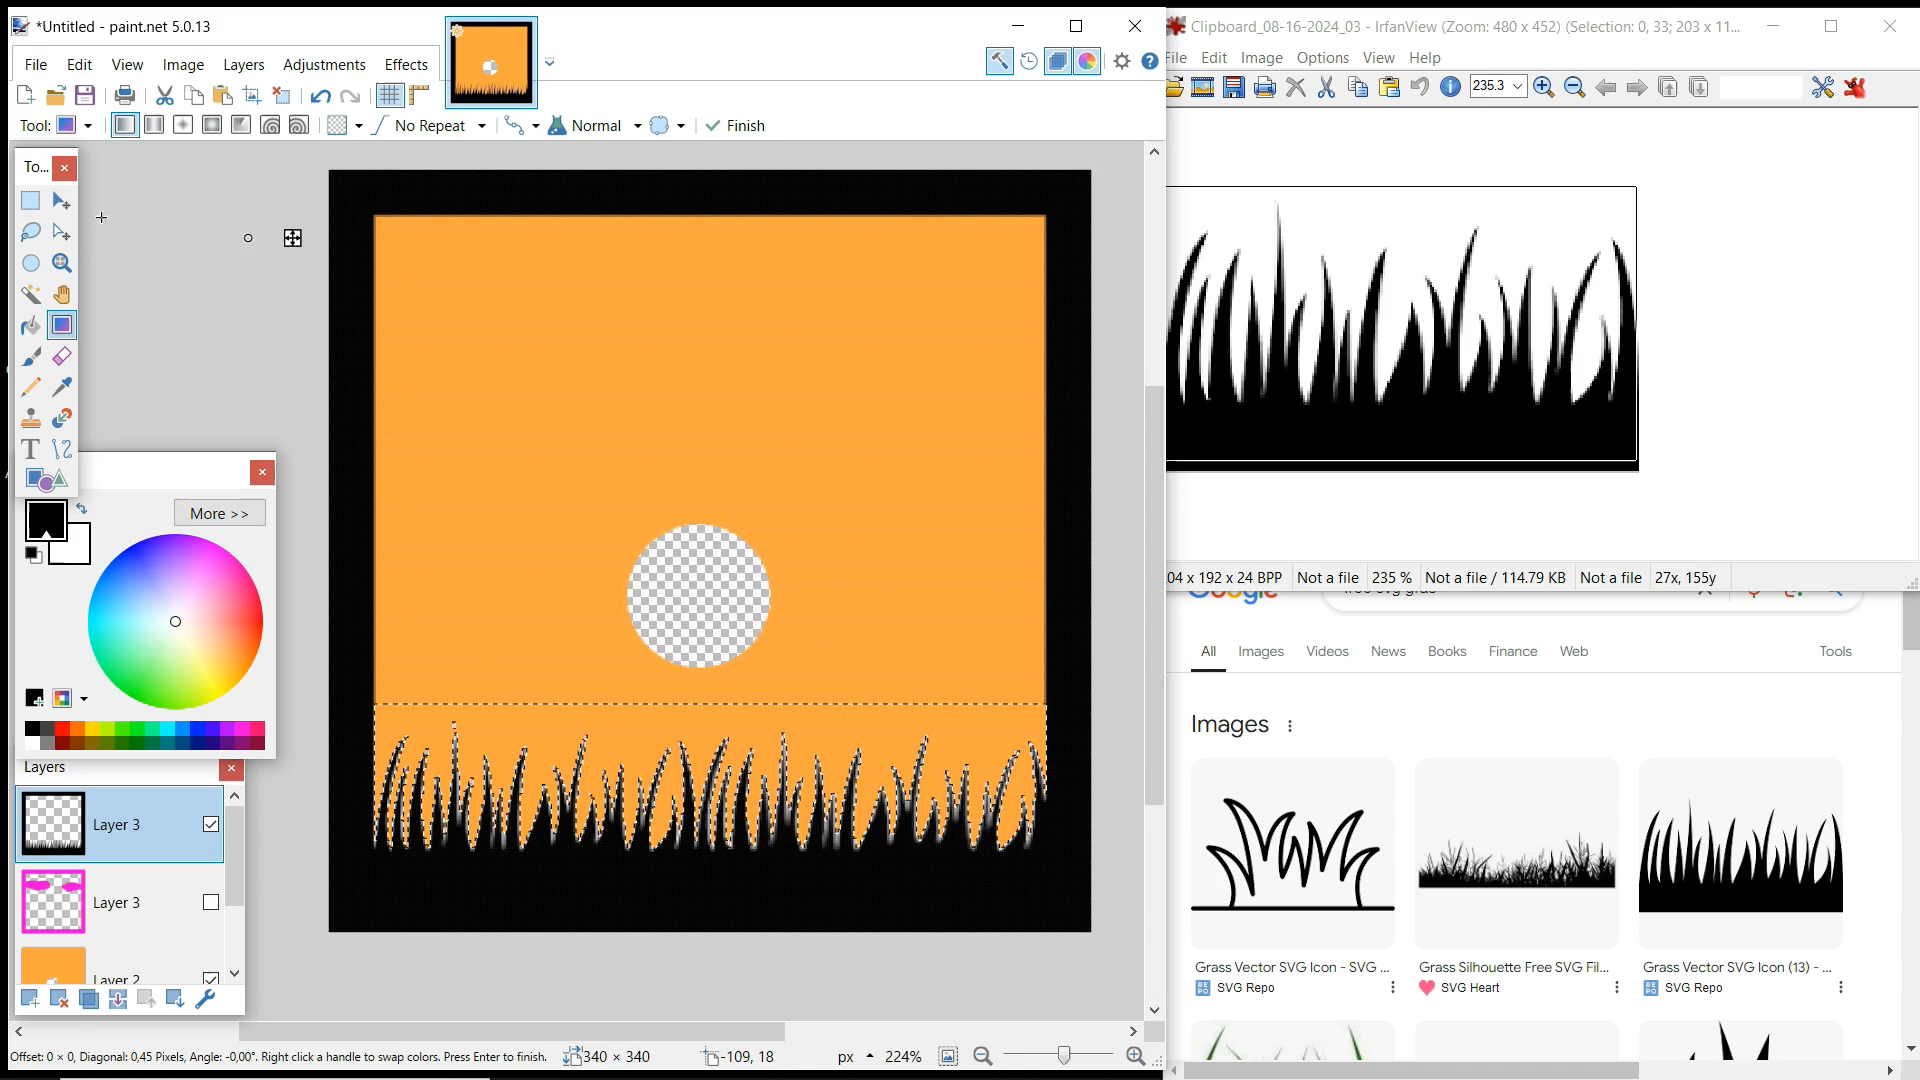 *Untitled - paint.net 5.0.13
File Edit View Image Layers Adjustments Effects
Tool: No Repeat Normal Finish
To...
More >>
Layers
Layer 3
Layer 3
Layer 2
Offset: 0 × 0, Diagonal: 0,45 Pixels, Angle: -0,00°. Right click a handle to swap colors. Press Enter to finish. 340 × 340 -109, 18 px 224%
Clipboard_08-16-2024_03 - IrfanView (Zoom: 480 x 452) (Selection: 0, 33; 203 x 11...
Edit Image Options View Help
235.3
04 x 192 x 24 BPP Not a file 235 % Not a file / 114.79 KB Not a file 27x, 155y
All Images Videos News Books Finance Web Tools
Images
Grass Vector SVG Icon - SVG ...
SVG Repo
Grass Silhouette Free SVG Fil...
SVG Heart
Grass Vector SVG Icon (13) - ...
SVG Repo